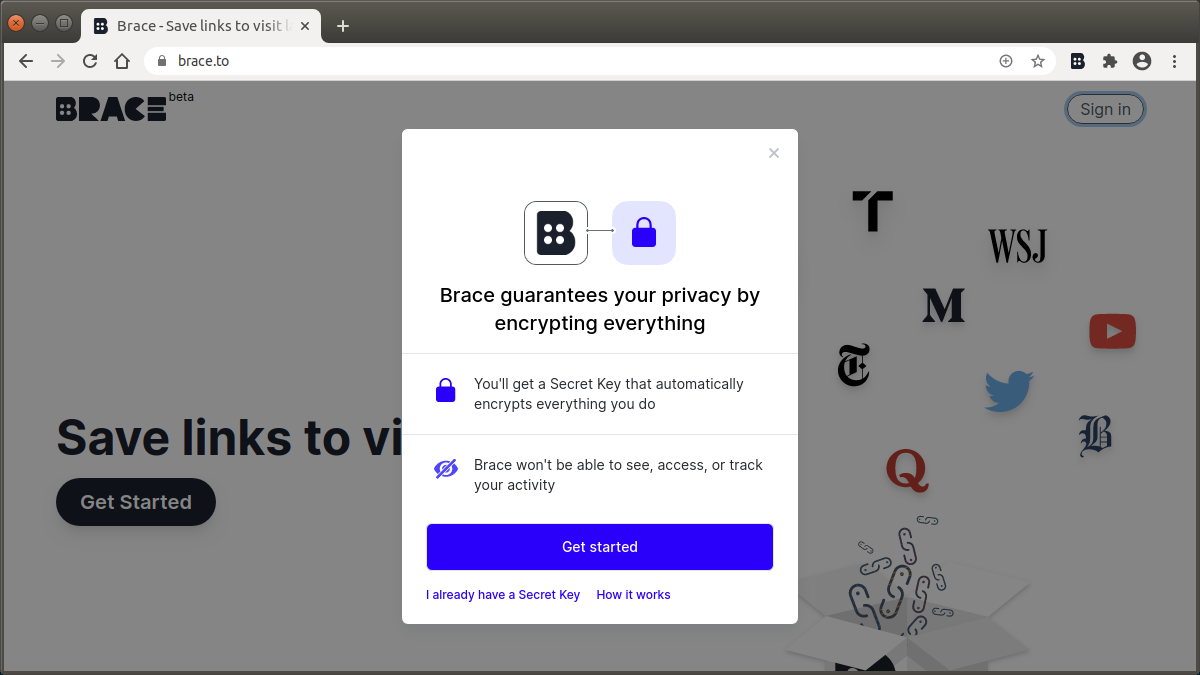 Brace - Save links to visit l
brace.to
BRACE beta
Sign in
T
WSJ
M
T
B
Q
Save links to vi
Get Started
B
Brace guarantees your privacy by
encrypting everything
You'll get a Secret Key that automatically
encrypts everything you do
Brace won't be able to see, access, or track
your activity
Get started
I already have a Secret Key How it works